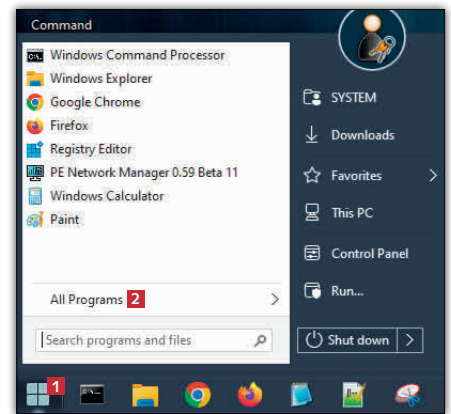 Command
Windows Command Processor
Windows Explorer
Google Chrome
Firefox
Registry Editor
PE Network Manager 0.59 Beta 11
Windows Calculator
Paint
All Programs 2
Search programs and files
SYSTEM
Downloads
Favorites
This PC
Control Panel
Run...
Shut down
1